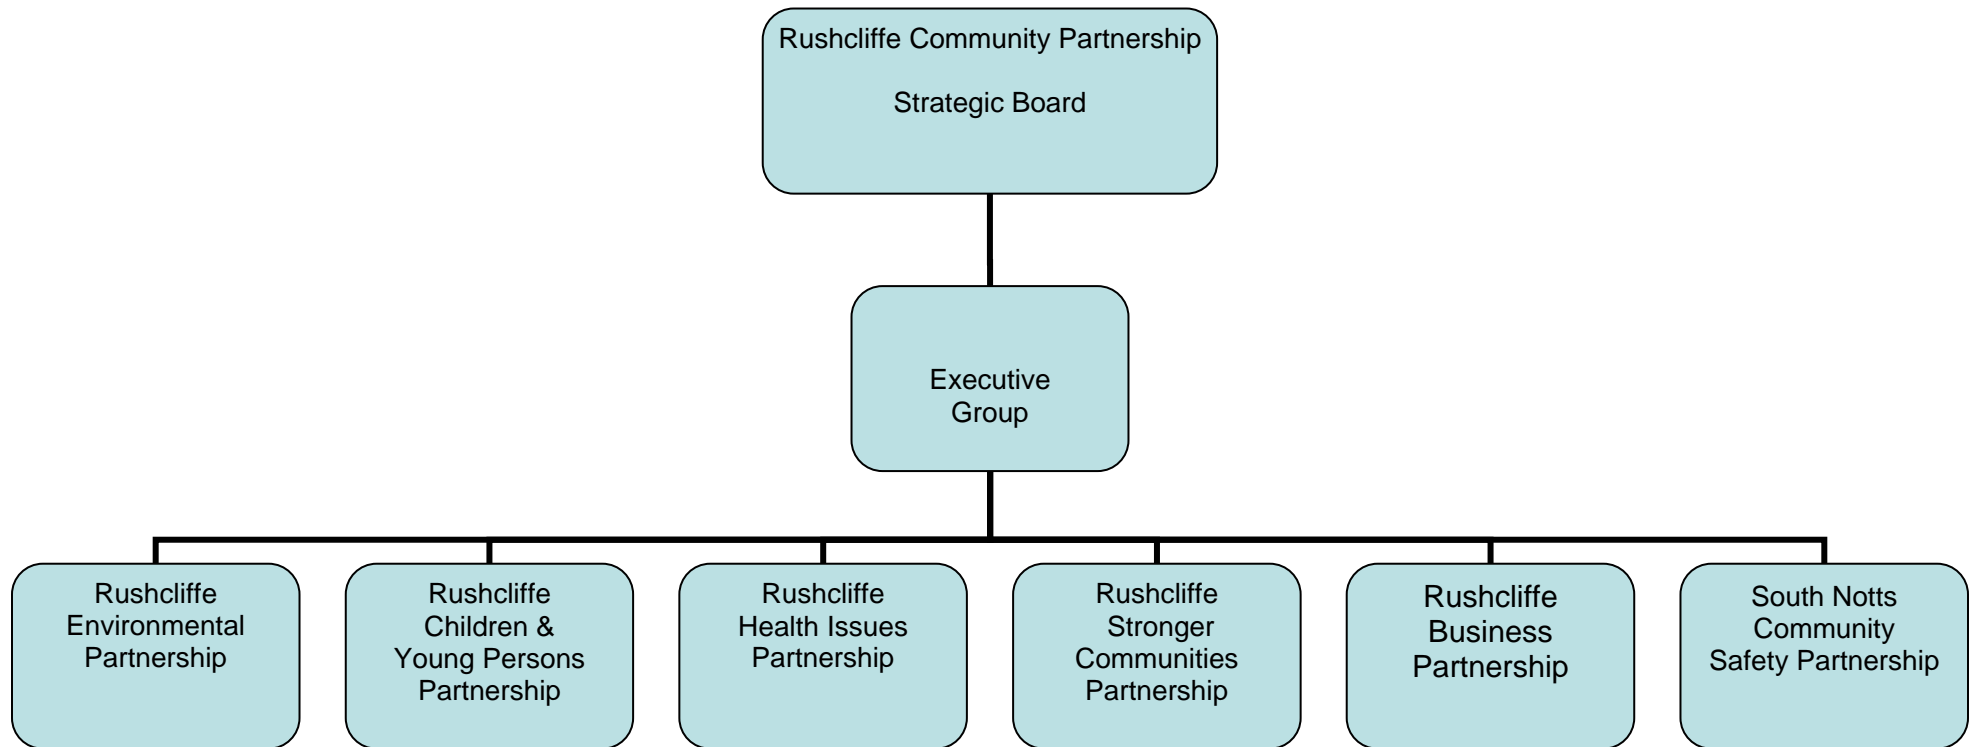 Rushcliffe Community Partnership
Strategic Board
Executive
Group
Rushcliffe
Environmental
Partnership
Rushcliffe
Children &
Young Persons
Partnership
Rushcliffe
Health Issues
Partnership
Rushcliffe
Stronger
Communities
Partnership
Rushcliffe
Business
Partnership
South Notts
Community
Safety Partnership